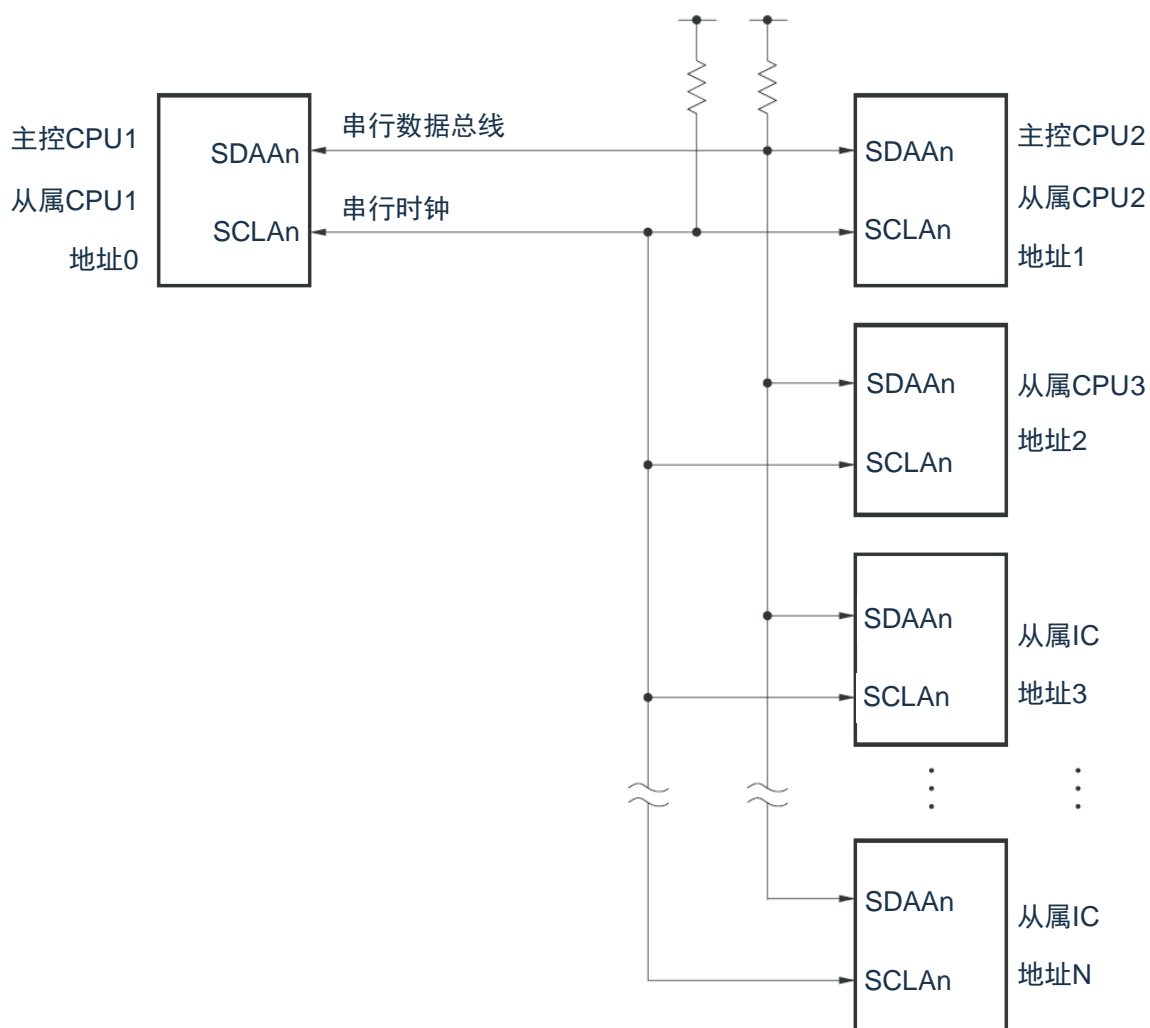 主控CPU1
从属CPU1
地址0
SDAAn
SCLAn
串行数据总线
串行时钟
SDAAn
SCLAn
主控CPU2
从属CPU2
地址1
SDAAn
SCLAn
从属CPU3
地址2
SDAAn
SCLAn
从属IC
地址3
SDAAn
SCLAn
从属IC
地址N